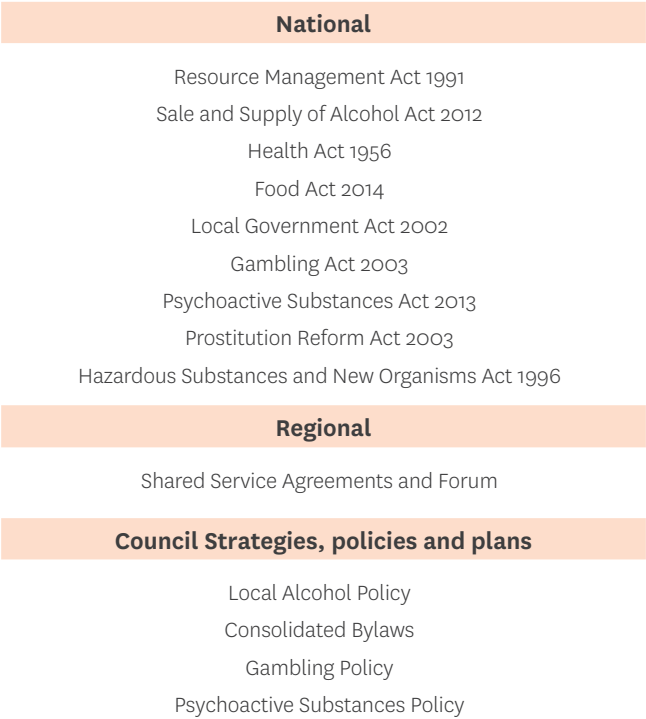 National
Resource Management Act 1991
Sale and Supply of Alcohol Act 2012
Health Act 1956
Food Act 2014
Local Government Act 2002
Gambling Act 2003
Psychoactive Substances Act 2013
Prostitution Reform Act 2003
Hazardous Substances and New Organisms Act 1996
Regional
Shared Service Agreements and Forum
Council Strategies, policies and plans
Local Alcohol Policy
Consolidated Bylaws
Gambling Policy
Psychoactive Substances Policy